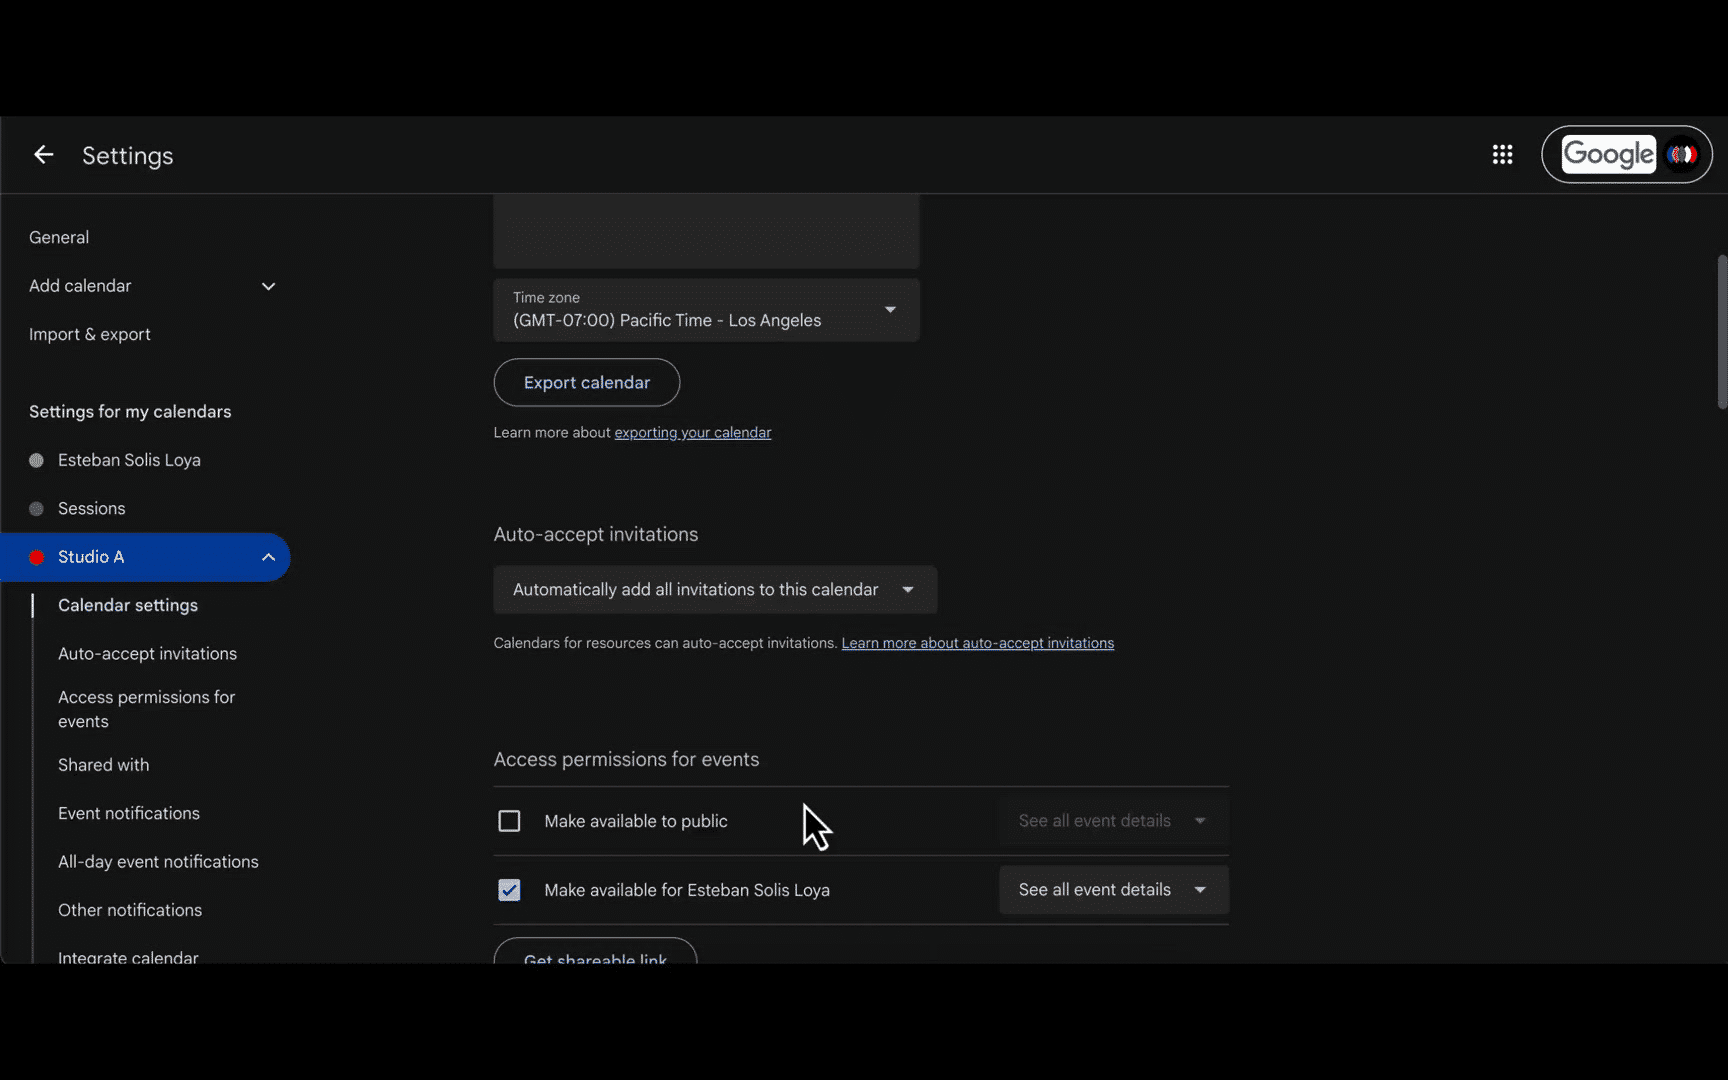 Settings
Google
General
Add calendar
Import & export
Settings for my calendars
Esteban Solis Loya
Sessions
Studio A
Calendar settings
Auto-accept invitations
Access permissions for
events
Shared with
Event notifications
All-day event notifications
Other notifications
Integrate calendar
Time zone
(GMT-07:00) Pacific Time - Los Angeles
Export calendar
Learn more about exporting your calendar
Auto-accept invitations
Automatically add all invitations to this calendar
Calendars for resources can auto-accept invitations. Learn more about auto-accept invitations
Access permissions for events
Make available to public
See all event details
Make available for Esteban Solis Loya
See all event details
Get shareable link